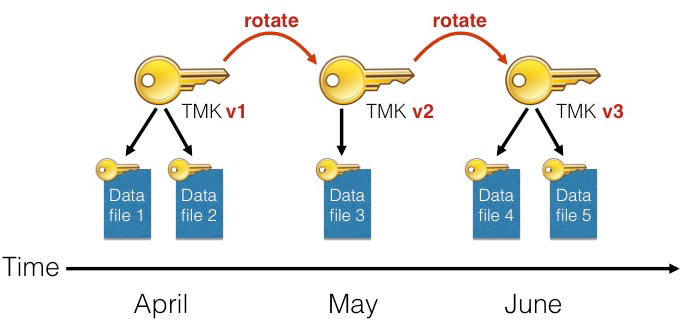 rotate
rotate
TMK v1
TMK v2
TMK v3
Data
file 1
Data
file 2
Data
file 3
Data
file 4
Data
file 5
Time
April
May
June